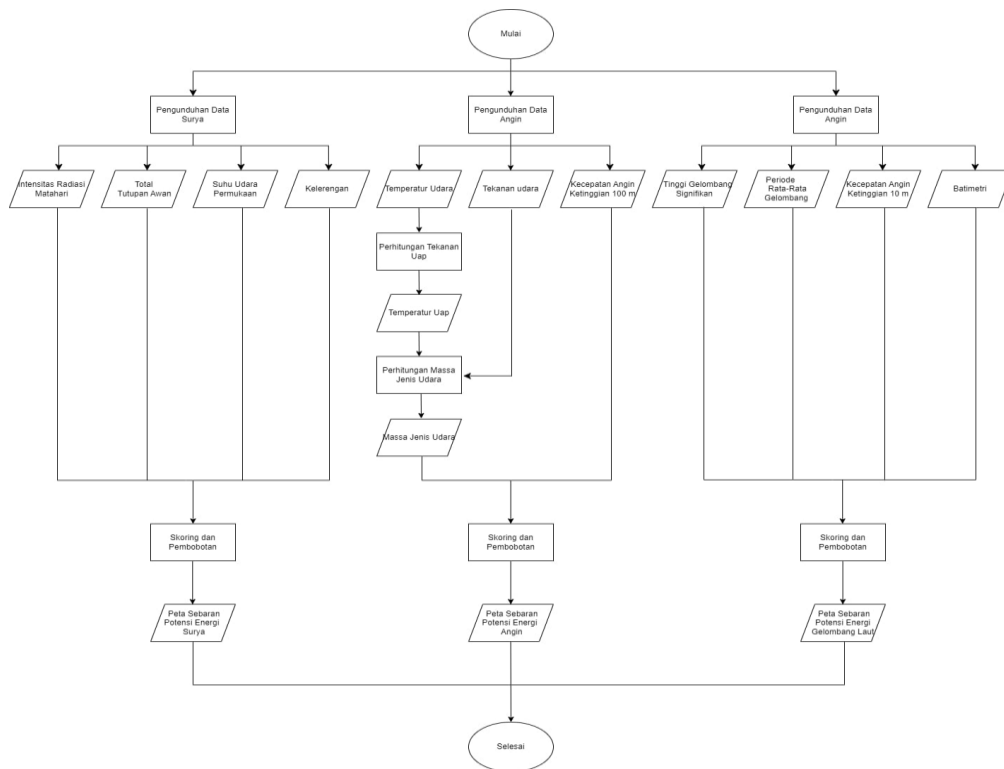 Mulai
Pengunduhan Data
Surya
Pengunduhan Data
Angin
Pengunduhan Data
Angin
Intensitas Radiasi
Matahari
Total
Tutupan Awan
Suhu Udara
Permukaan
Kelerengan
Temperatur Udara
Tekanan udara
Kecepatan Angin
Ketinggian 100 m
Tinggi Gelombang
Signifikan
Periode
Rata-Rata
Gelombang
Kecepatan Angin
Ketinggian 10 m
Batimetri
Perhitungan Tekanan
Uap
Temperatur Uap
Perhitungan Massa
Jenis Udara
Massa Jenis Udara
Skoring dan
Pembobotan
Skoring dan
Pembobotan
Skoring dan
Pembobotan
Peta Sebaran
Potensi Energi
Surya
Peta Sebaran
Potensi Energi
Angin
Peta Sebaran
Potensi Energi
Gelombang Laut
Selesai